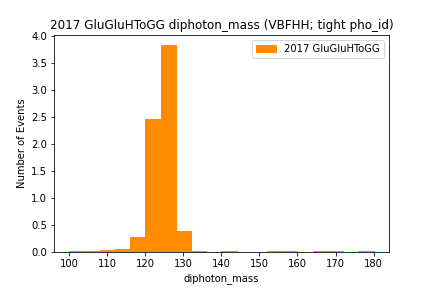 2017 GluGluHToGG diphoton_mass (VBFHH; tight pho_id)
2017 GluGluHToGG
Number of Events
4.0
3.5
3.0
2.5
2.0
1.5
1.0
0.5
0.0
100 110 120 130 140 150 160 170 180
diphoton_mass